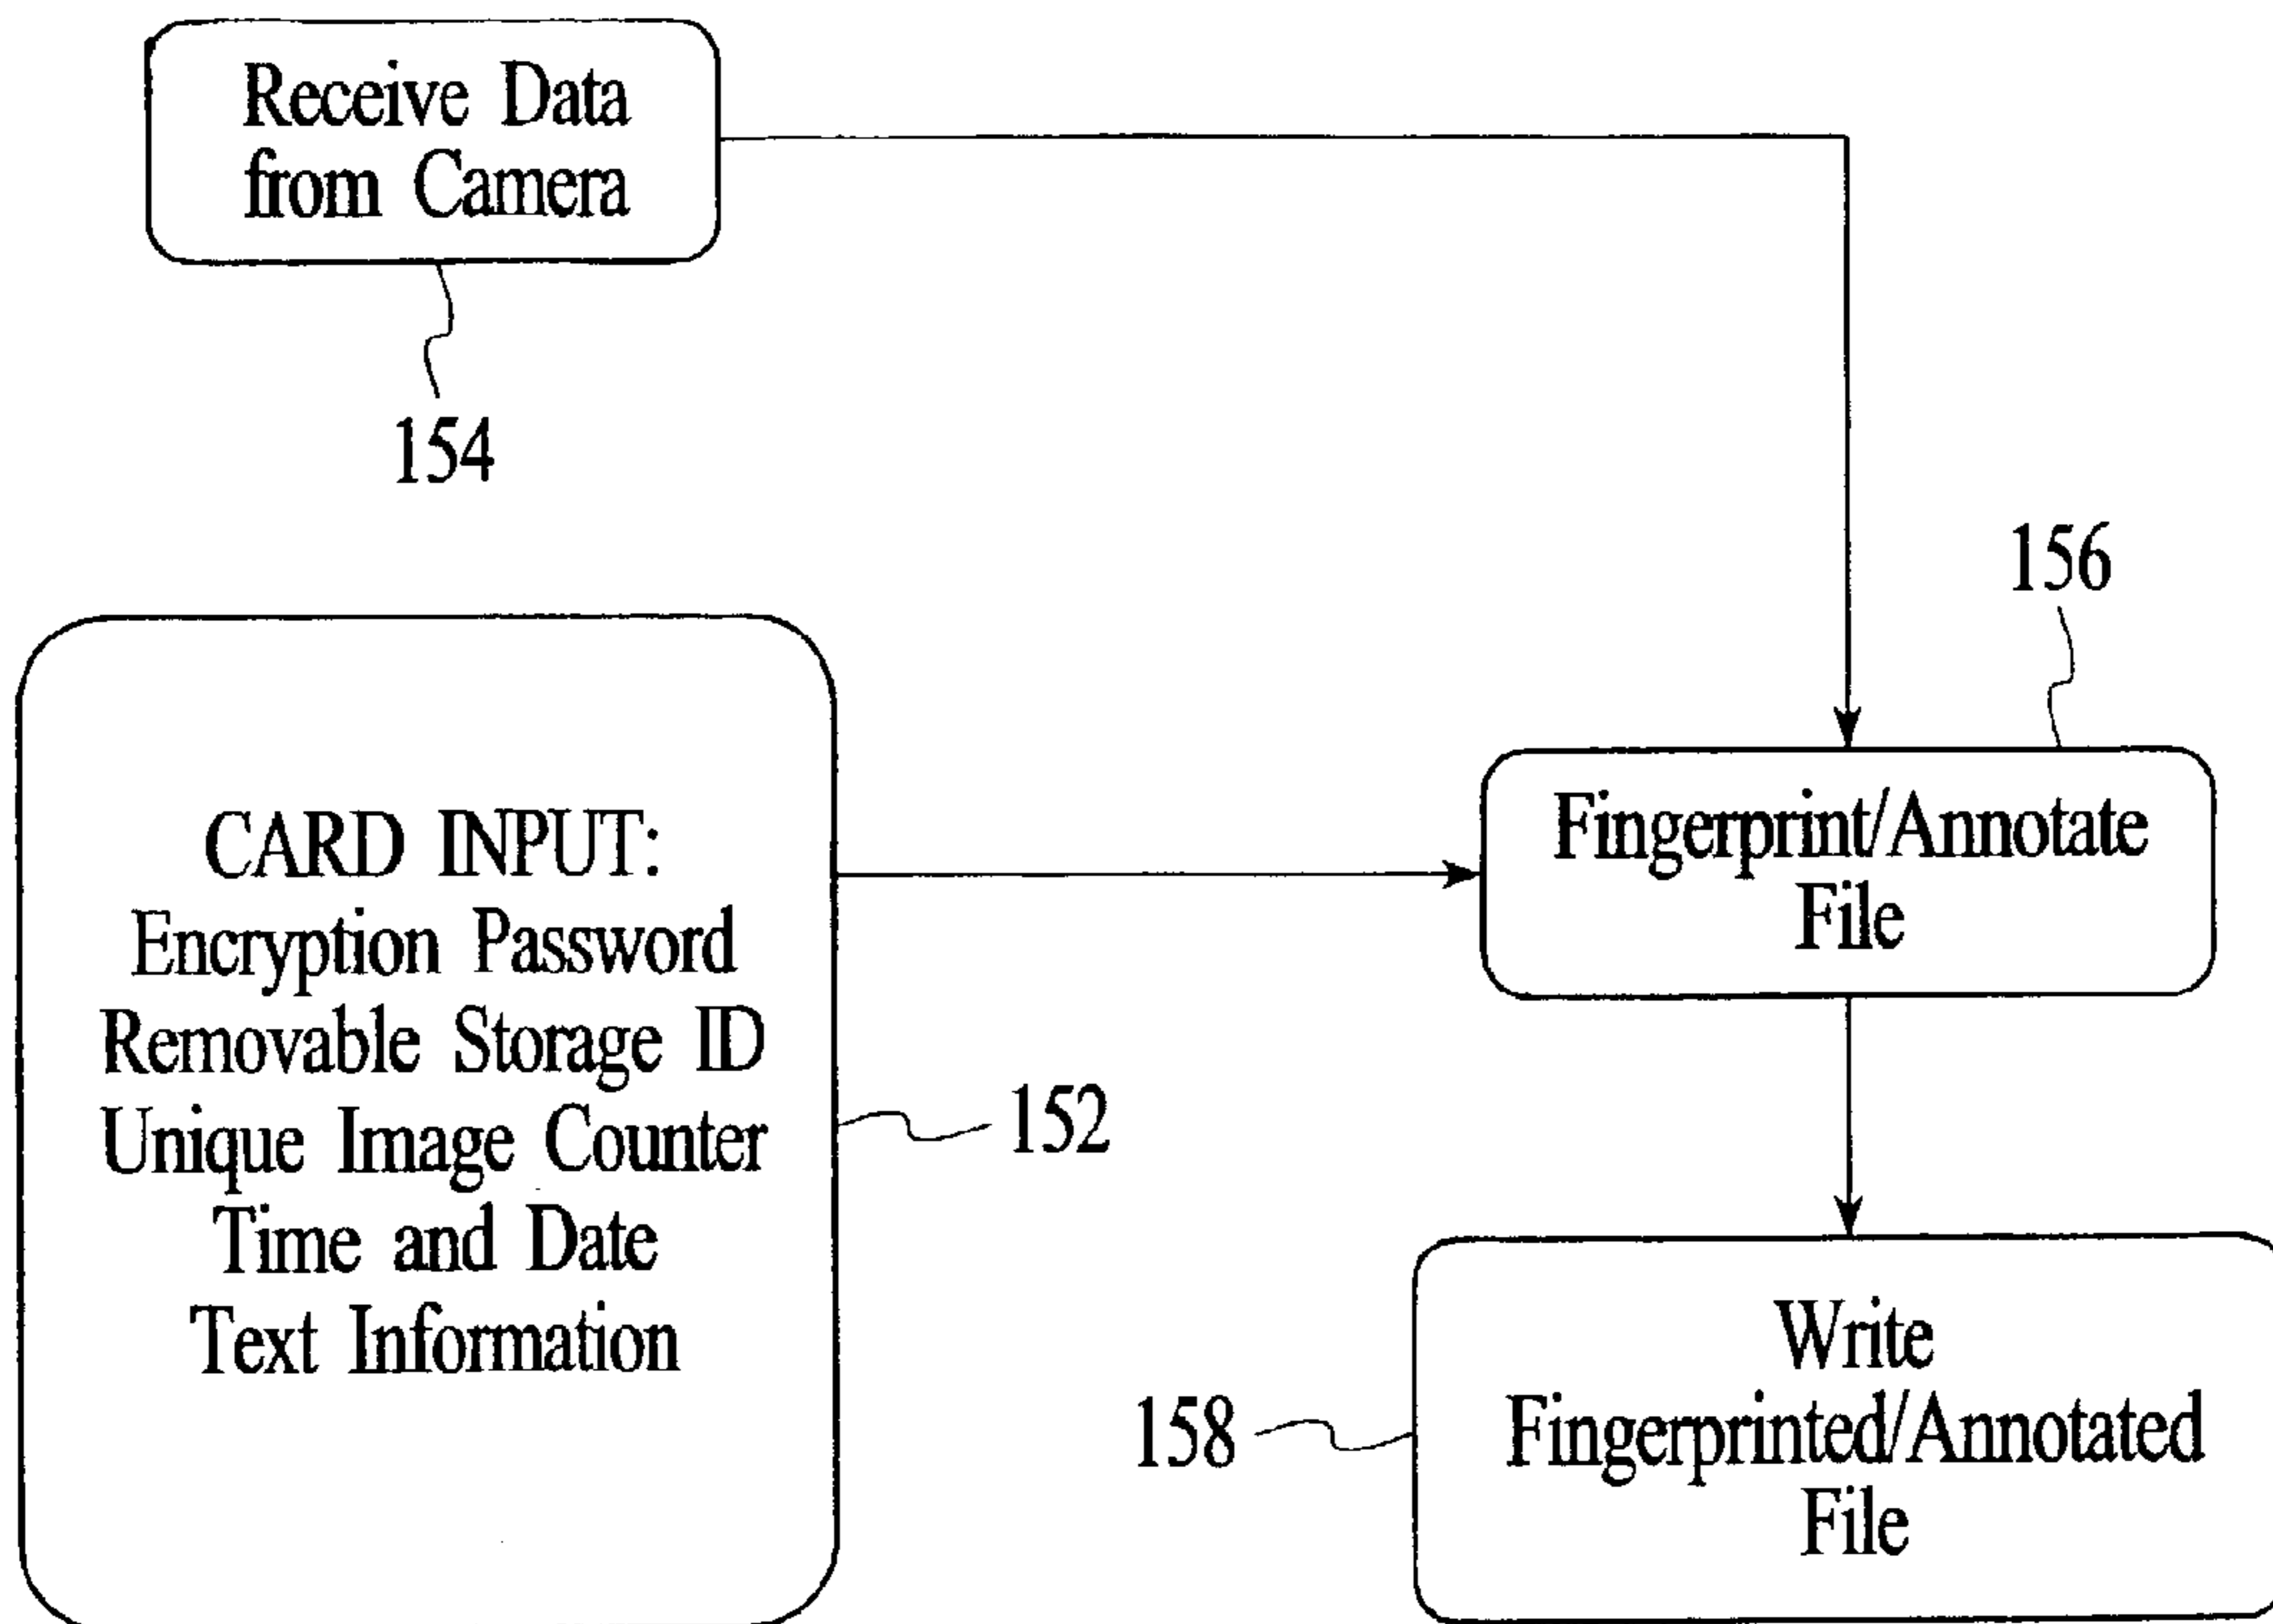 Receive Data
from Camera
154
156
CARD INPUT:
Encryption Password
Removable Storage ID
Unique Image Counter
Time and Date
Text Information
152
Fingerprint/Annotate
File
158
Write
Fingerprinted/Annotated
File